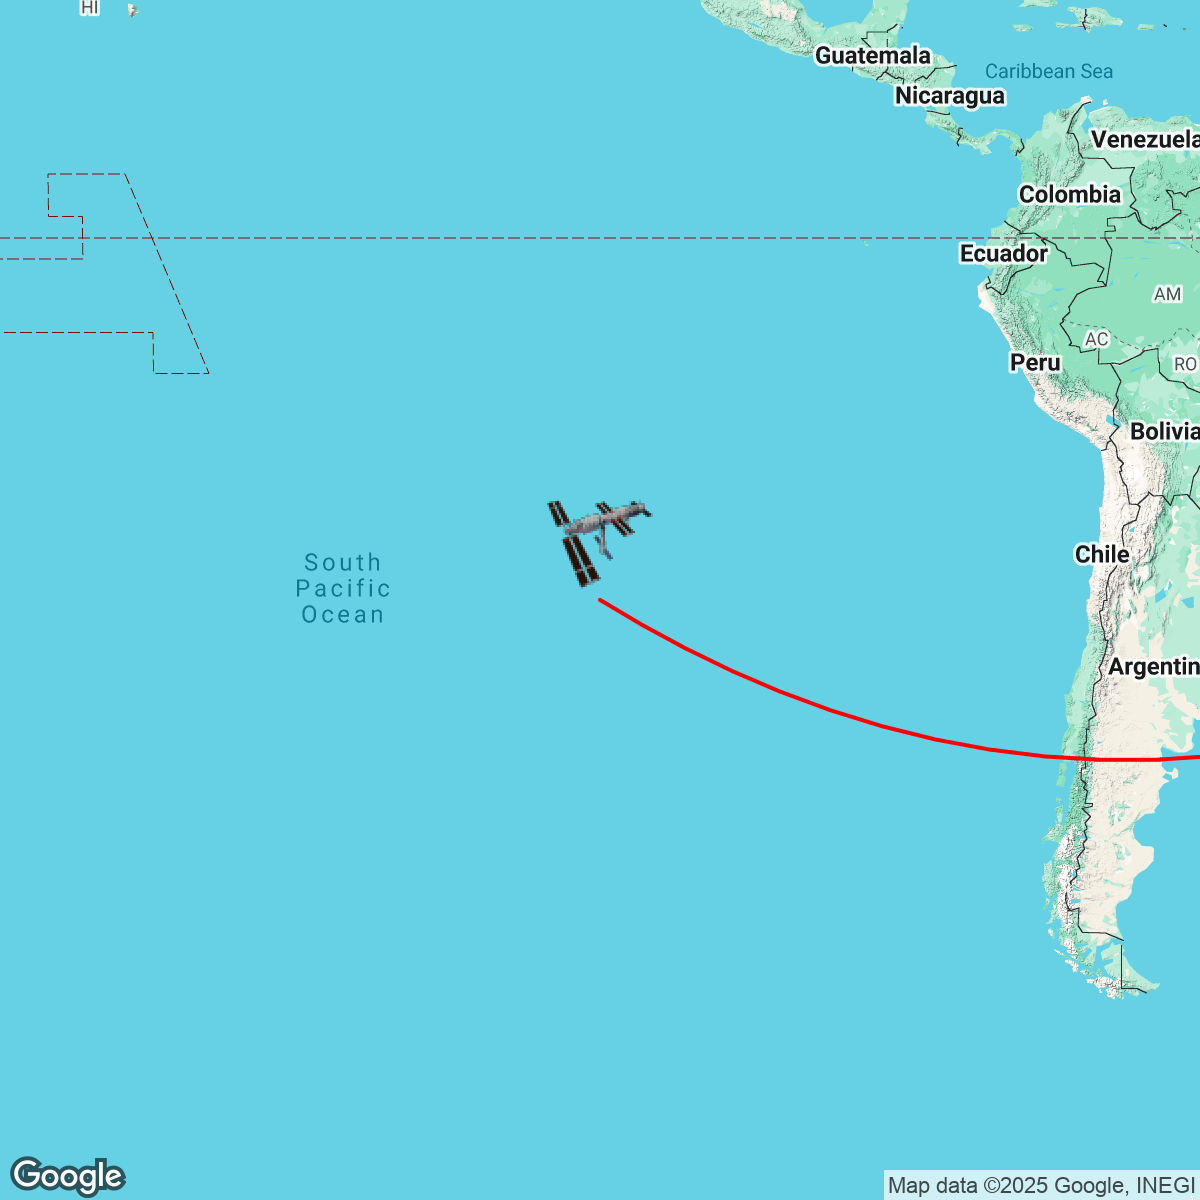 HI
Guatemala
Caribbean Sea
Nicaragua
Venezuela
Colombia
Ecuador
AM
AC
Peru
RO
Bolivia
South
Pacific
Ocean
Chile
Argentin
Google
Map data ©2025 Google, INEGI